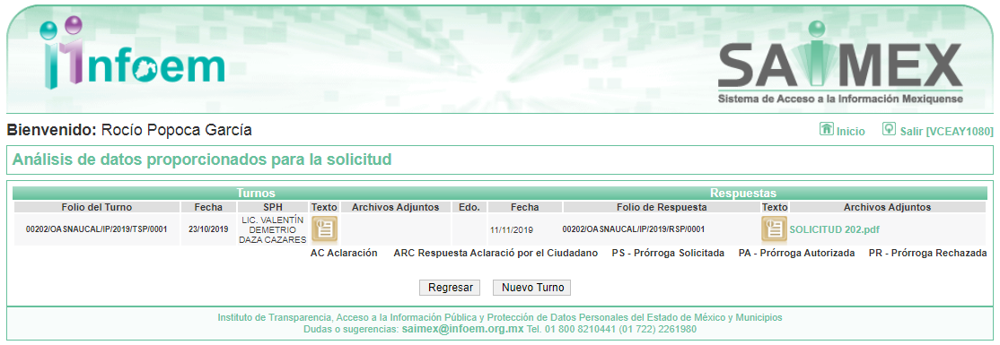 infoem
SAIMEX
Sistema de Acceso a la Información Mexiquense
Bienvenido: Rocío Popoca García
Inicio Salir [VCEAY1080]
Análisis de datos proporcionados para la solicitud
Turnos Respuestas
Folio del Turno Fecha SPH Texto Archivos Adjuntos Edo. Fecha Folio de Respuesta Texto Archivos Adjuntos
00202/OASNAUCAL/IP/2019/TSP/0001 23/10/2019 LIC. VALENTÍN DEMETRIO DAZA CAZARES 11/11/2019 00202/OASNAUCAL/IP/2019/RSP/0001 SOLICITUD 202.pdf
AC Aclaración ARC Respuesta Aclaració por el Ciudadano PS - Prórroga Solicitada PA - Prórroga Autorizada PR - Prórroga Rechazada
Regresar Nuevo Turno
Instituto de Transparencia, Acceso a la Información Pública y Protección de Datos Personales del Estado de México y Municipios
Dudas o sugerencias: saimex@infoem.org.mx Tel. 01 800 8210441 (01 722) 2261980